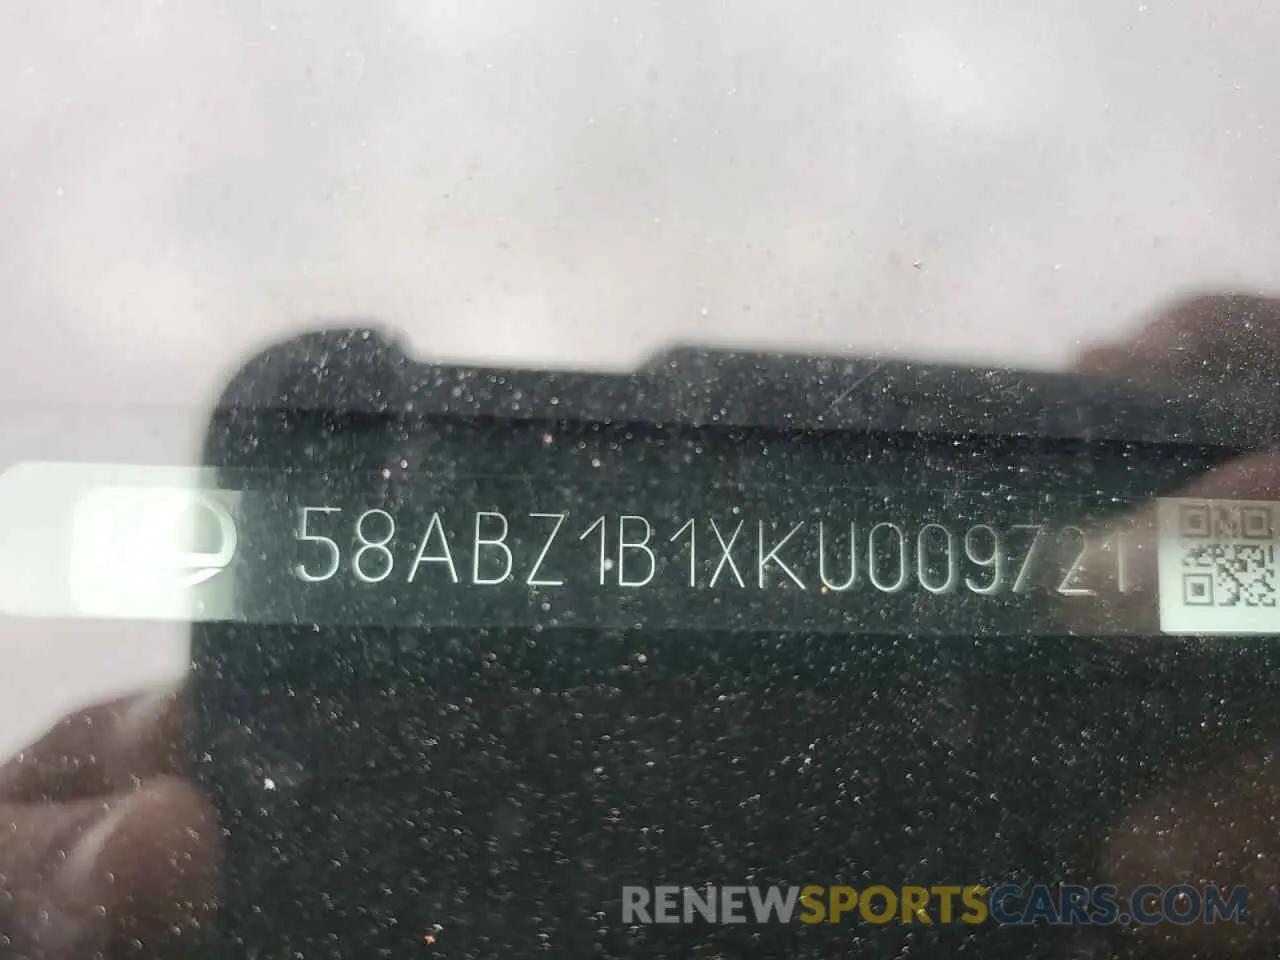 58ABZ1B1XKU009721
RENEWSPORTSCARS.COM